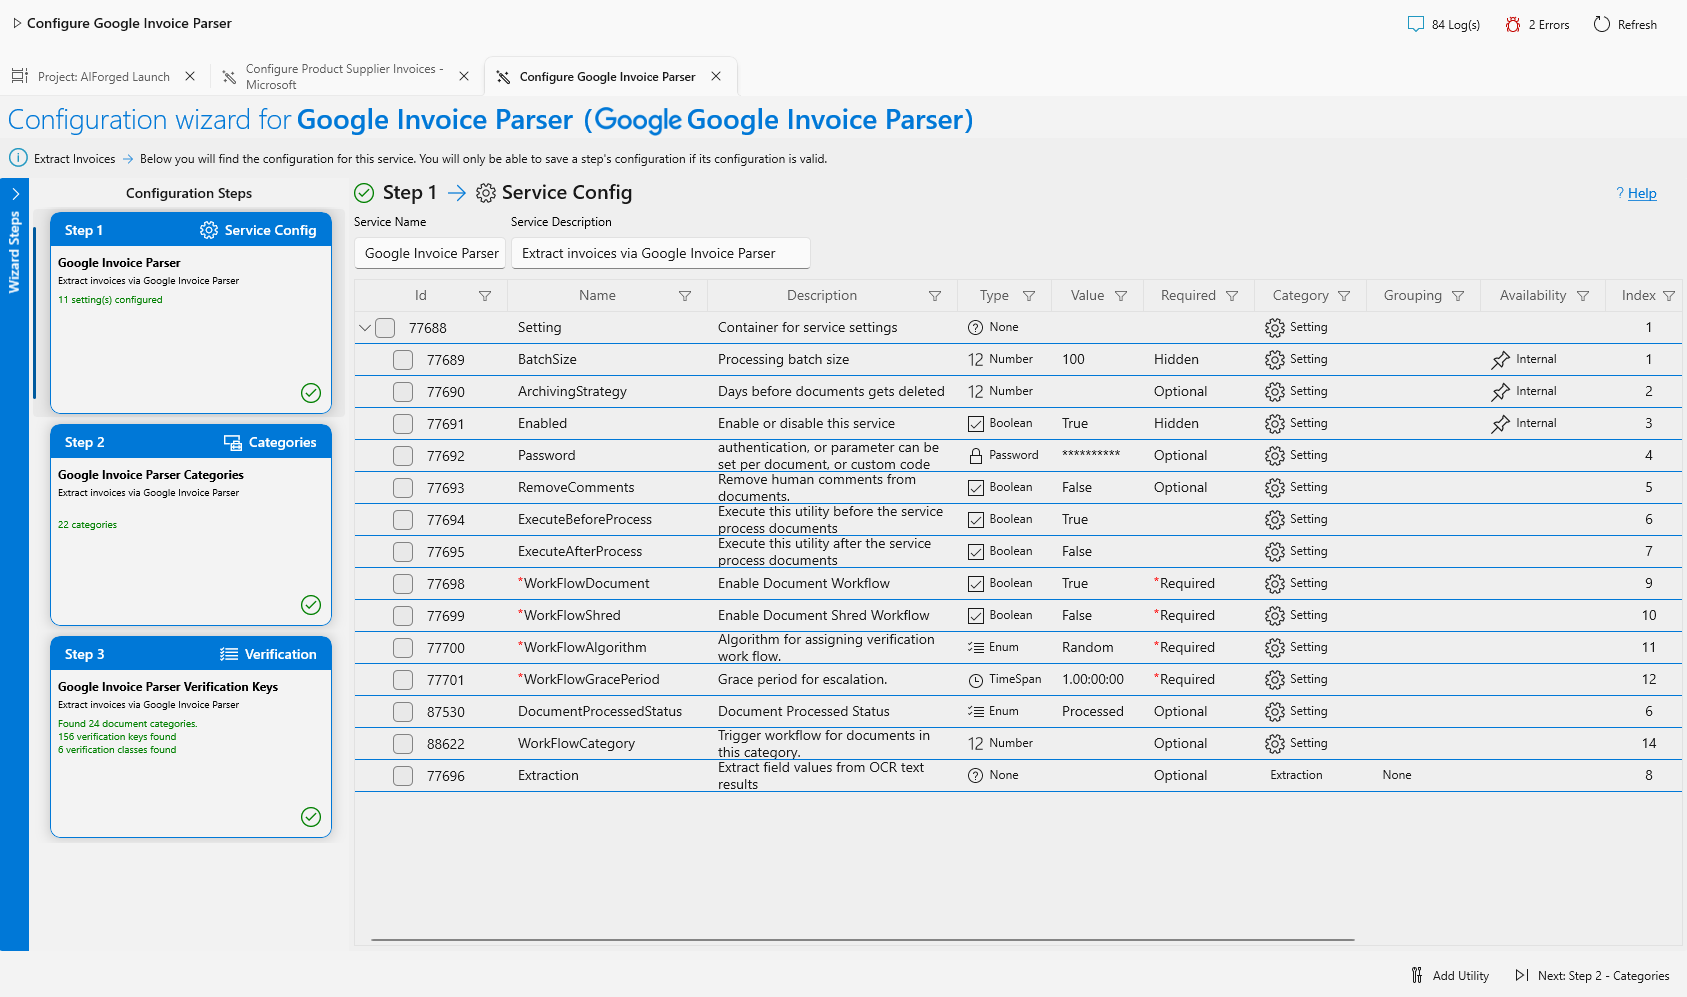 Configure Google Invoice Parser
84 Log(s)
2 Errors
Refresh
Project: AIForged Launch
Configure Product Supplier Invoices -
Microsoft
Configure Google Invoice Parser
Configuration wizard for Google Invoice Parser (Google Google Invoice Parser)
Extract Invoices → Below you will find the configuration for this service. You will only be able to save a step's configuration if its configuration is valid.
Wizard Steps
Configuration Steps
Step 1 Service Config
Google Invoice Parser
Extract invoices via Google Invoice Parser
11 setting(s) configured
Step 2 Categories
Google Invoice Parser Categories
Extract invoices via Google Invoice Parser
22 categories
Step 3 Verification
Google Invoice Parser Verification Keys
Extract invoices via Google Invoice Parser
Found 24 document categories.
156 verification keys found
6 verification classes found
Step 1 → Service Config
? Help
Service Name Service Description
Google Invoice Parser Extract invoices via Google Invoice Parser
Id Name Description Type Value Required Category Grouping Availability Index
77688 Setting Container for service settings None Setting 1
77689 BatchSize Processing batch size 12 Number 100 Hidden Setting Internal 1
77690 ArchivingStrategy Days before documents gets deleted 12 Number Optional Setting Internal 2
77691 Enabled Enable or disable this service Boolean True Hidden Setting Internal 3
77692 Password authentication, or parameter can be
set per document, or custom code Password ********** Optional Setting 4
77693 RemoveComments Remove human comments from
documents. Boolean False Optional Setting 5
77694 ExecuteBeforeProcess Execute this utility before the service
process documents Boolean True Setting 6
77695 ExecuteAfterProcess Execute this utility after the service
process documents Boolean False Setting 7
77698 *WorkFlowDocument Enable Document Workflow Boolean True *Required Setting 9
77699 *WorkFlowShred Enable Document Shred Workflow Boolean False *Required Setting 10
77700 *WorkFlowAlgorithm Algorithm for assigning verification
work flow. Enum Random *Required Setting 11
77701 *WorkFlowGracePeriod Grace period for escalation. TimeSpan 1.00:00:00 *Required Setting 12
87530 DocumentProcessedStatus Document Processed Status Enum Processed Optional Setting 6
88622 WorkFlowCategory Trigger workflow for documents in
this category. 12 Number Optional Setting 14
77696 Extraction Extract field values from OCR text
results None Optional Extraction None 8
Add Utility
Next: Step 2 - Categories